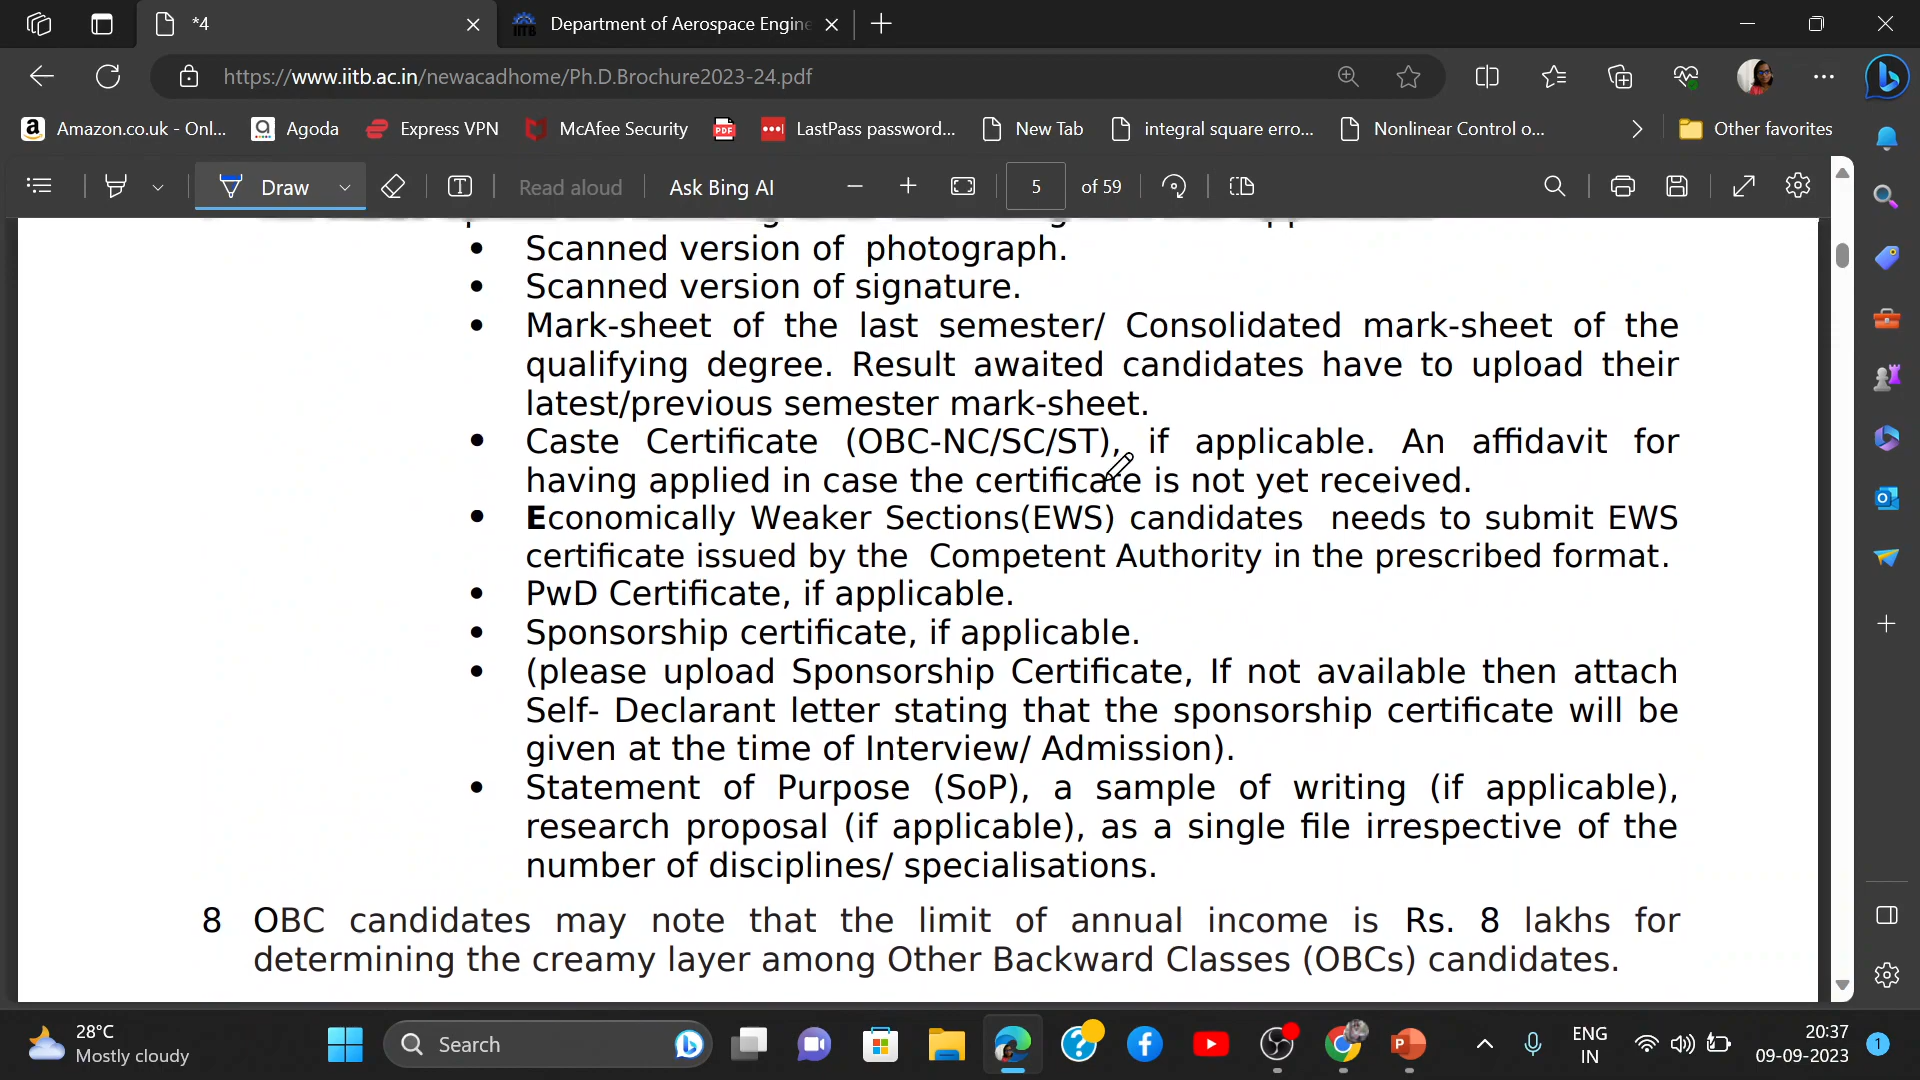 *4
Department of Aerospace Engine
https://www.iitb.ac.in/newacadhome/Ph.D.Brochure2023-24.pdf
Amazon.co.uk - Onl...
Agoda
Express VPN
McAfee Security
PDF
LastPass password...
New Tab
integral square erro...
Nonlinear Control o...
Other favorites
Draw
Read aloud
Ask Bing AI
5
of 59
• Scanned version of photograph.
• Scanned version of signature.
• Mark-sheet of the last semester/ Consolidated mark-sheet of the
qualifying degree. Result awaited candidates have to upload their
latest/previous semester mark-sheet.
• Caste Certificate (OBC-NC/SC/ST), if applicable. An affidavit for
having applied in case the certificate is not yet received.
• Economically Weaker Sections(EWS) candidates needs to submit EWS
certificate issued by the Competent Authority in the prescribed format.
• PwD Certificate, if applicable.
• Sponsorship certificate, if applicable.
• (please upload Sponsorship Certificate, If not available then attach
Self- Declarant letter stating that the sponsorship certificate will be
given at the time of Interview/ Admission).
• Statement of Purpose (SoP), a sample of writing (if applicable),
research proposal (if applicable), as a single file irrespective of the
number of disciplines/ specialisations.
8 OBC candidates may note that the limit of annual income is Rs. 8 lakhs for
determining the creamy layer among Other Backward Classes (OBCs) candidates.
28°C
Mostly cloudy
Search
ENG
IN
20:37
09-09-2023
1